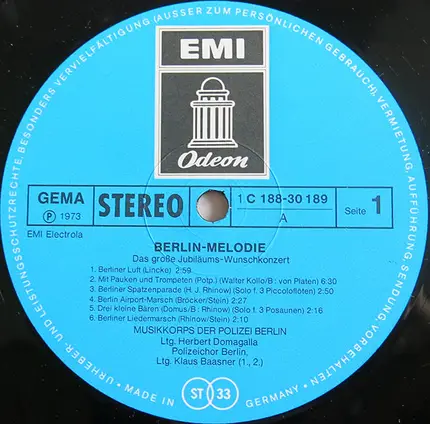 EMI
Odeon
GEMA
℗ 1973
STEREO
1 C 188-30 189
A
Seite 1
EMI Electrola
BERLIN-MELODIE
Das große Jubiläums-Wunschkonzert
1. Berliner Luft (Lincke) 2:59
2. Mit Pauken und Trompeten (Potp.) (Walter Kollo/B: von Platen) 6:30
3. Berliner Spatzenparade (H. J. Rhinow) (Solo f. 3 Piccoloflöten) 2:50
4. Berlin Airport-Marsch (Bröcker/Stein) 2:27
5. Drei kleine Bären (Domus/B: Rhinow) (Solo f. 3 Posaunen) 2:16
6. Berliner Liedermarsch (Rhinow/Stein) 2:10
MUSIKKORPS DER POLIZEI BERLIN
Ltg. Herbert Domagalla
Polizeichor Berlin,
Ltg. Klaus Baasner (1., 2.)
URHEBER- UND LEISTUNGSSCHUTZRECHTE, BESONDERS VERVIELFÄLTIGUNG (AUSSER ZUM PERSÖNLICHEN GEBRAUCH), VERMIETUNG, AUFFÜHRUNG, SENDUNG VORBEHALTEN
• MADE IN GERMANY •
ST 33